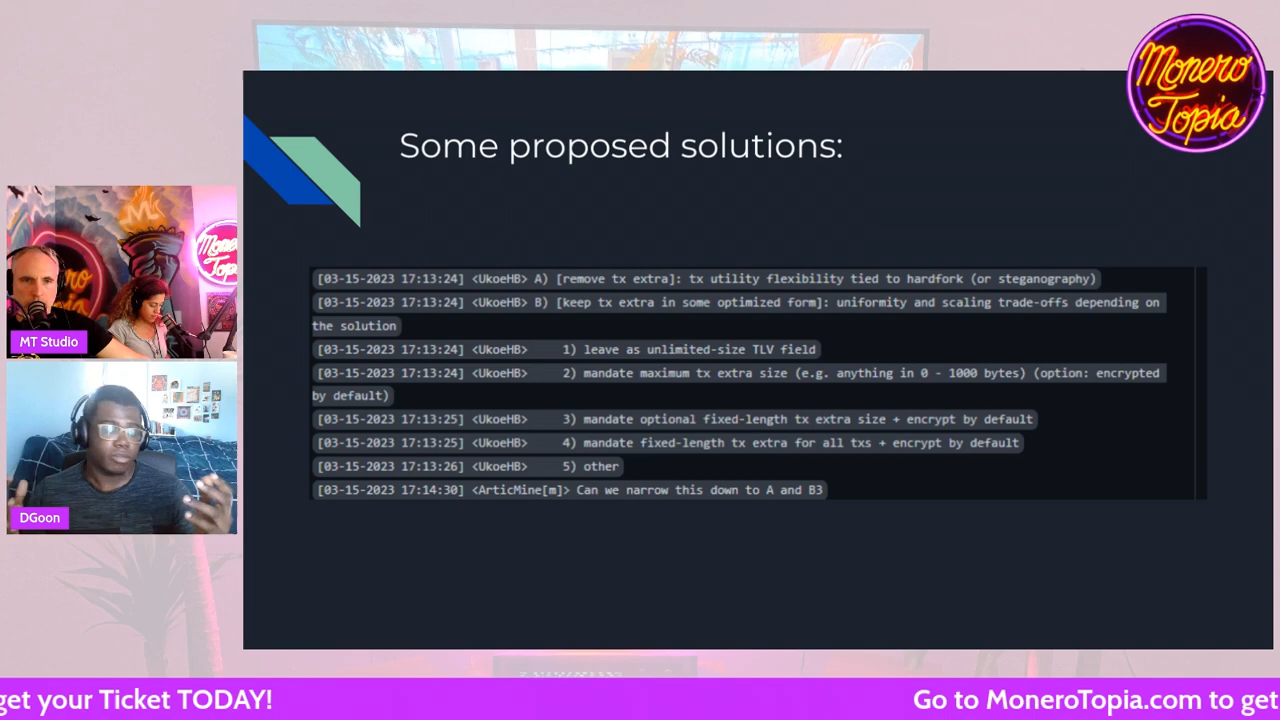 Monero
Topia
Some proposed solutions:
[03-15-2023 17:13:24] <UkoeHB> A) [remove tx extra]: tx utility flexibility tied to hardfork (or steganography)
[03-15-2023 17:13:24] <UkoeHB> B) [keep tx extra in some optimized form]: uniformity and scaling trade-offs depending on
the solution
[03-15-2023 17:13:24] <UkoeHB> 1) leave as unlimited-size TLV field
[03-15-2023 17:13:24] <UkoeHB> 2) mandate maximum tx extra size (e.g. anything in 0 - 1000 bytes) (option: encrypted
by default)
[03-15-2023 17:13:25] <UkoeHB> 3) mandate optional fixed-length tx extra size + encrypt by default
[03-15-2023 17:13:25] <UkoeHB> 4) mandate fixed-length tx extra for all txs + encrypt by default
[03-15-2023 17:13:26] <UkoeHB> 5) other
[03-15-2023 17:14:30] <ArticMine[m]> Can we narrow this down to A and B3
MT Studio
DGoon
get your Ticket TODAY!
Go to MoneroTopia.com to get